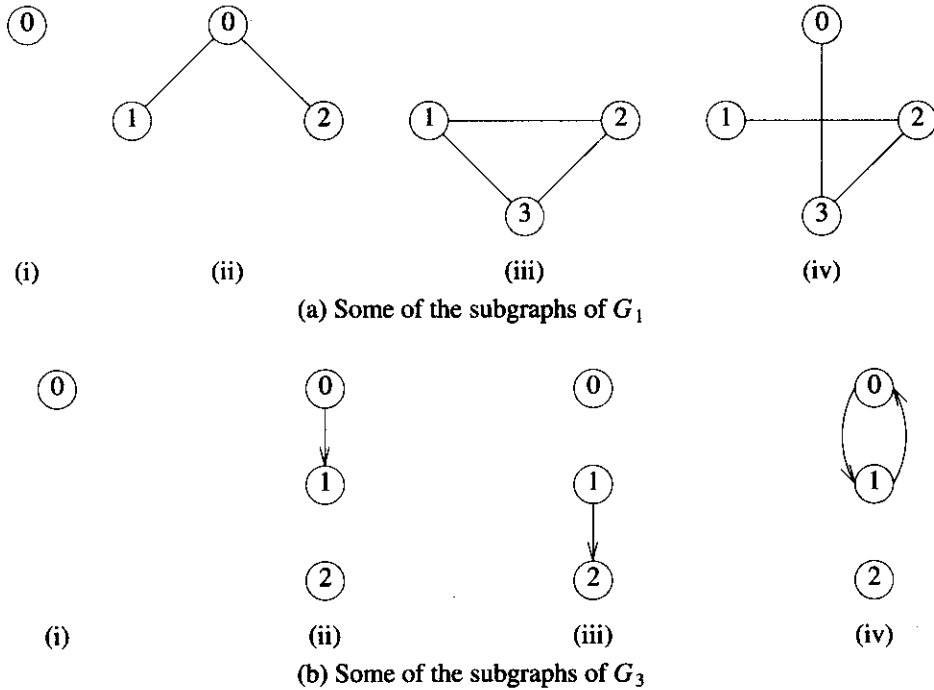 0
0
0
1
2
1
2
1
2
3
3
(i)
(ii)
(iii)
(iv)
(a) Some of the subgraphs of G1
0
0
0
0
1
1
1
2
2
2
(i)
(ii)
(iii)
(iv)
(b) Some of the subgraphs of G3